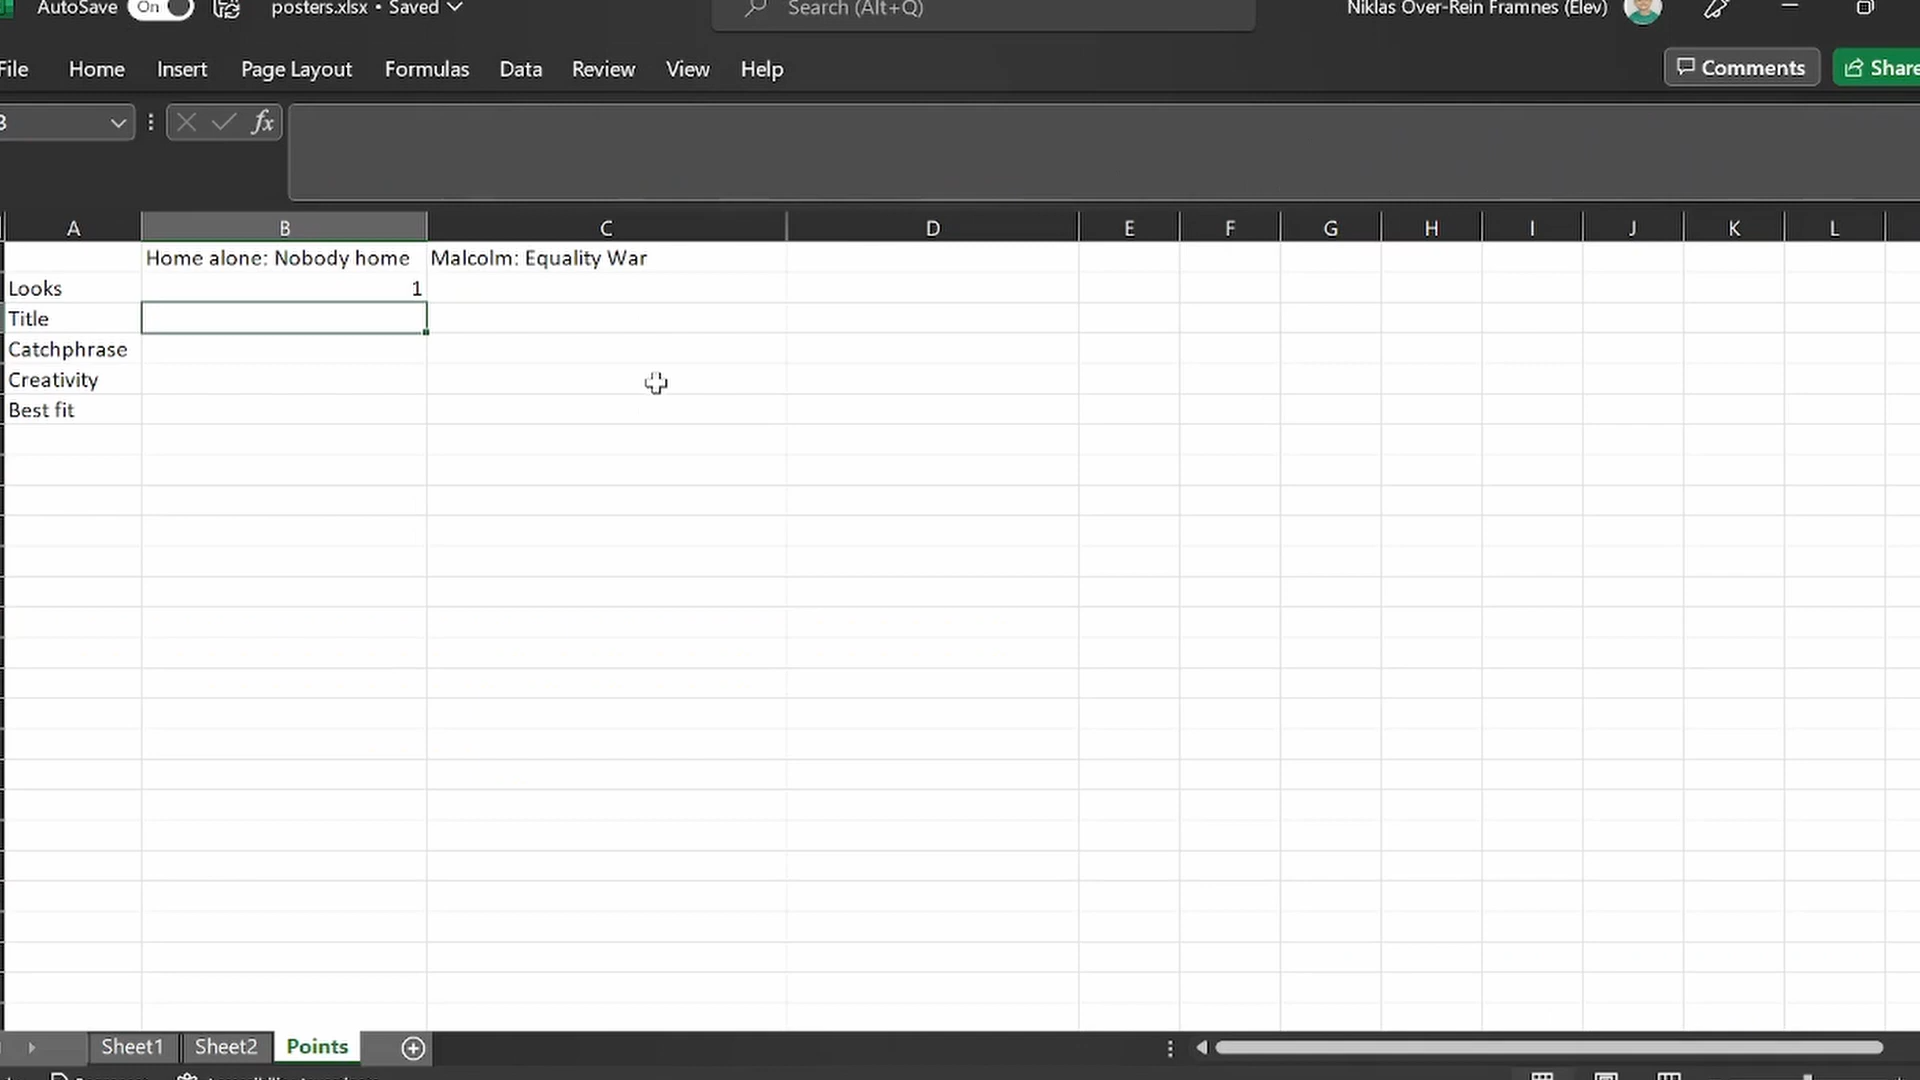 AutoSave On posters.xlsx • Saved Search (Alt+Q) Niklas Over-Rein Framnes (Elev)
File Home Insert Page Layout Formulas Data Review View Help Comments Share
3 fx
A B C D E F G H I J K L
Home alone: Nobody home Malcolm: Equality War
Looks 1
Title
Catchphrase
Creativity
Best fit
Sheet1 Sheet2 Points